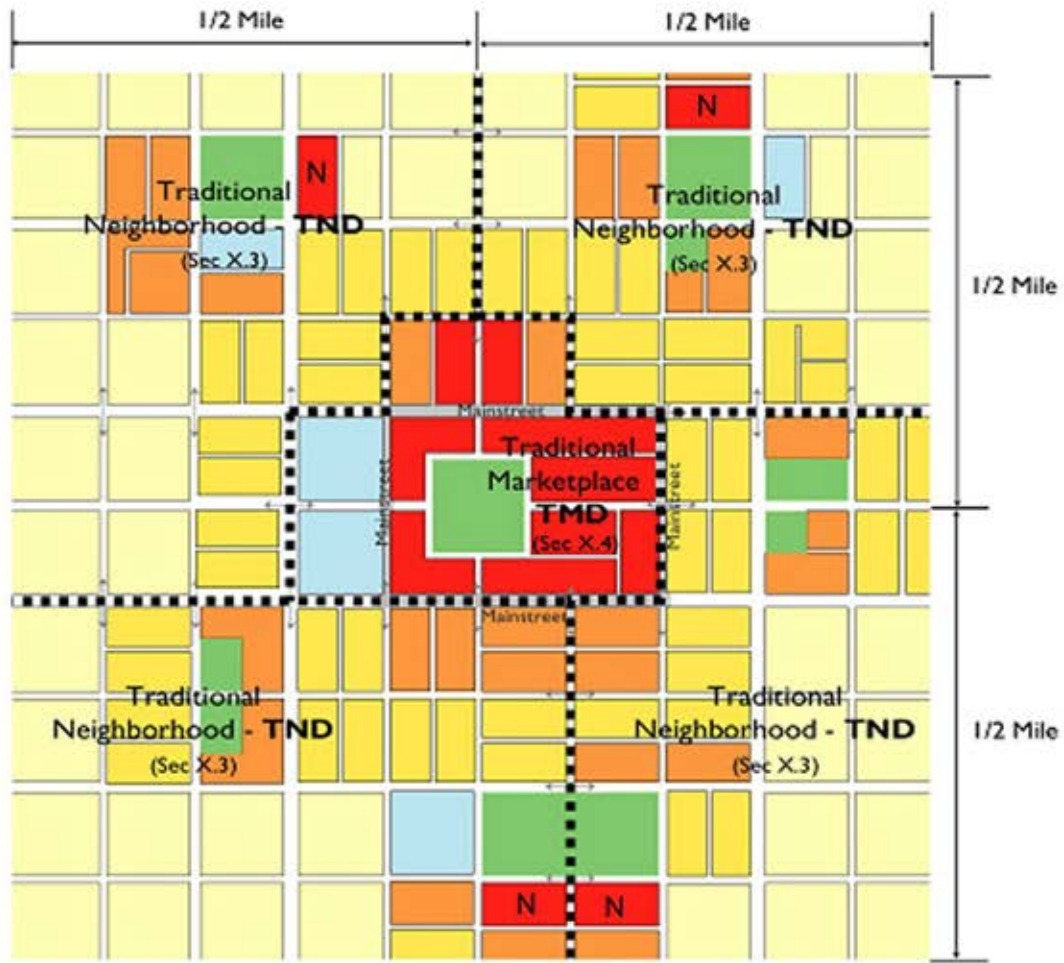 1/2 Mile
1/2 Mile
N
N
Traditional
Neighborhood - TND
(Sec X.3)
Traditional
Neighborhood - TND
(Sec X.3)
1/2 Mile
Mainstreet
Traditional
Marketplace
TMD
(Sec X.4)
Mainstreet
Mainstreet
Mainstreet
Traditional
Neighborhood - TND
(Sec X.3)
Traditional
Neighborhood - TND
(Sec X.3)
1/2 Mile
N
N